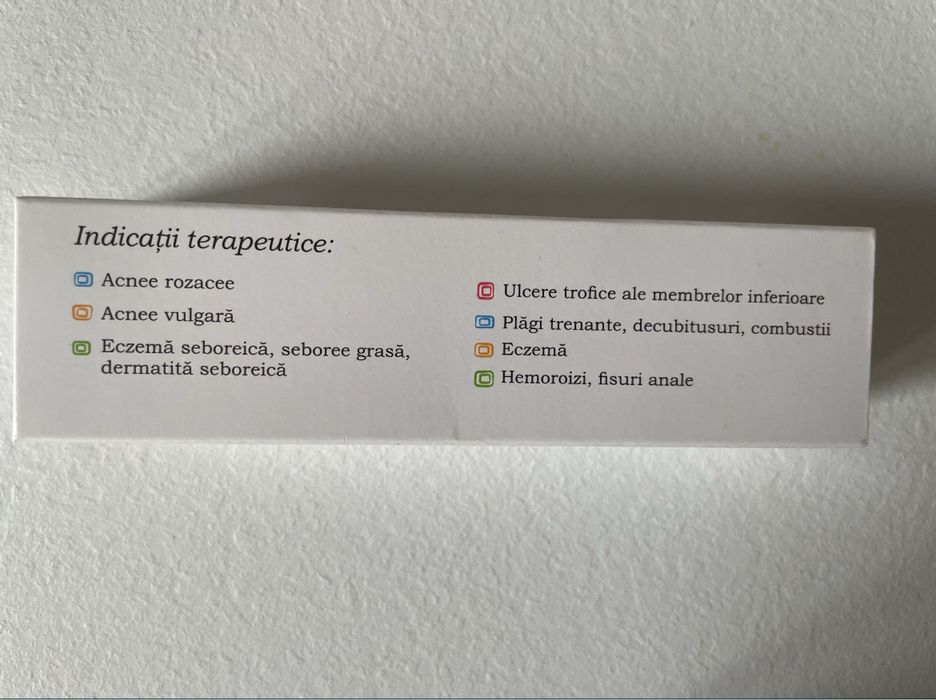 Indicații terapeutice:
Acnee rozacee
Acnee vulgară
Eczemă seboreică, seboree grasă,
dermatită seboreică
Ulcere trofice ale membrelor inferioare
Plăgi trenante, decubitusuri, combustii
Eczemă
Hemoroizi, fisuri anale